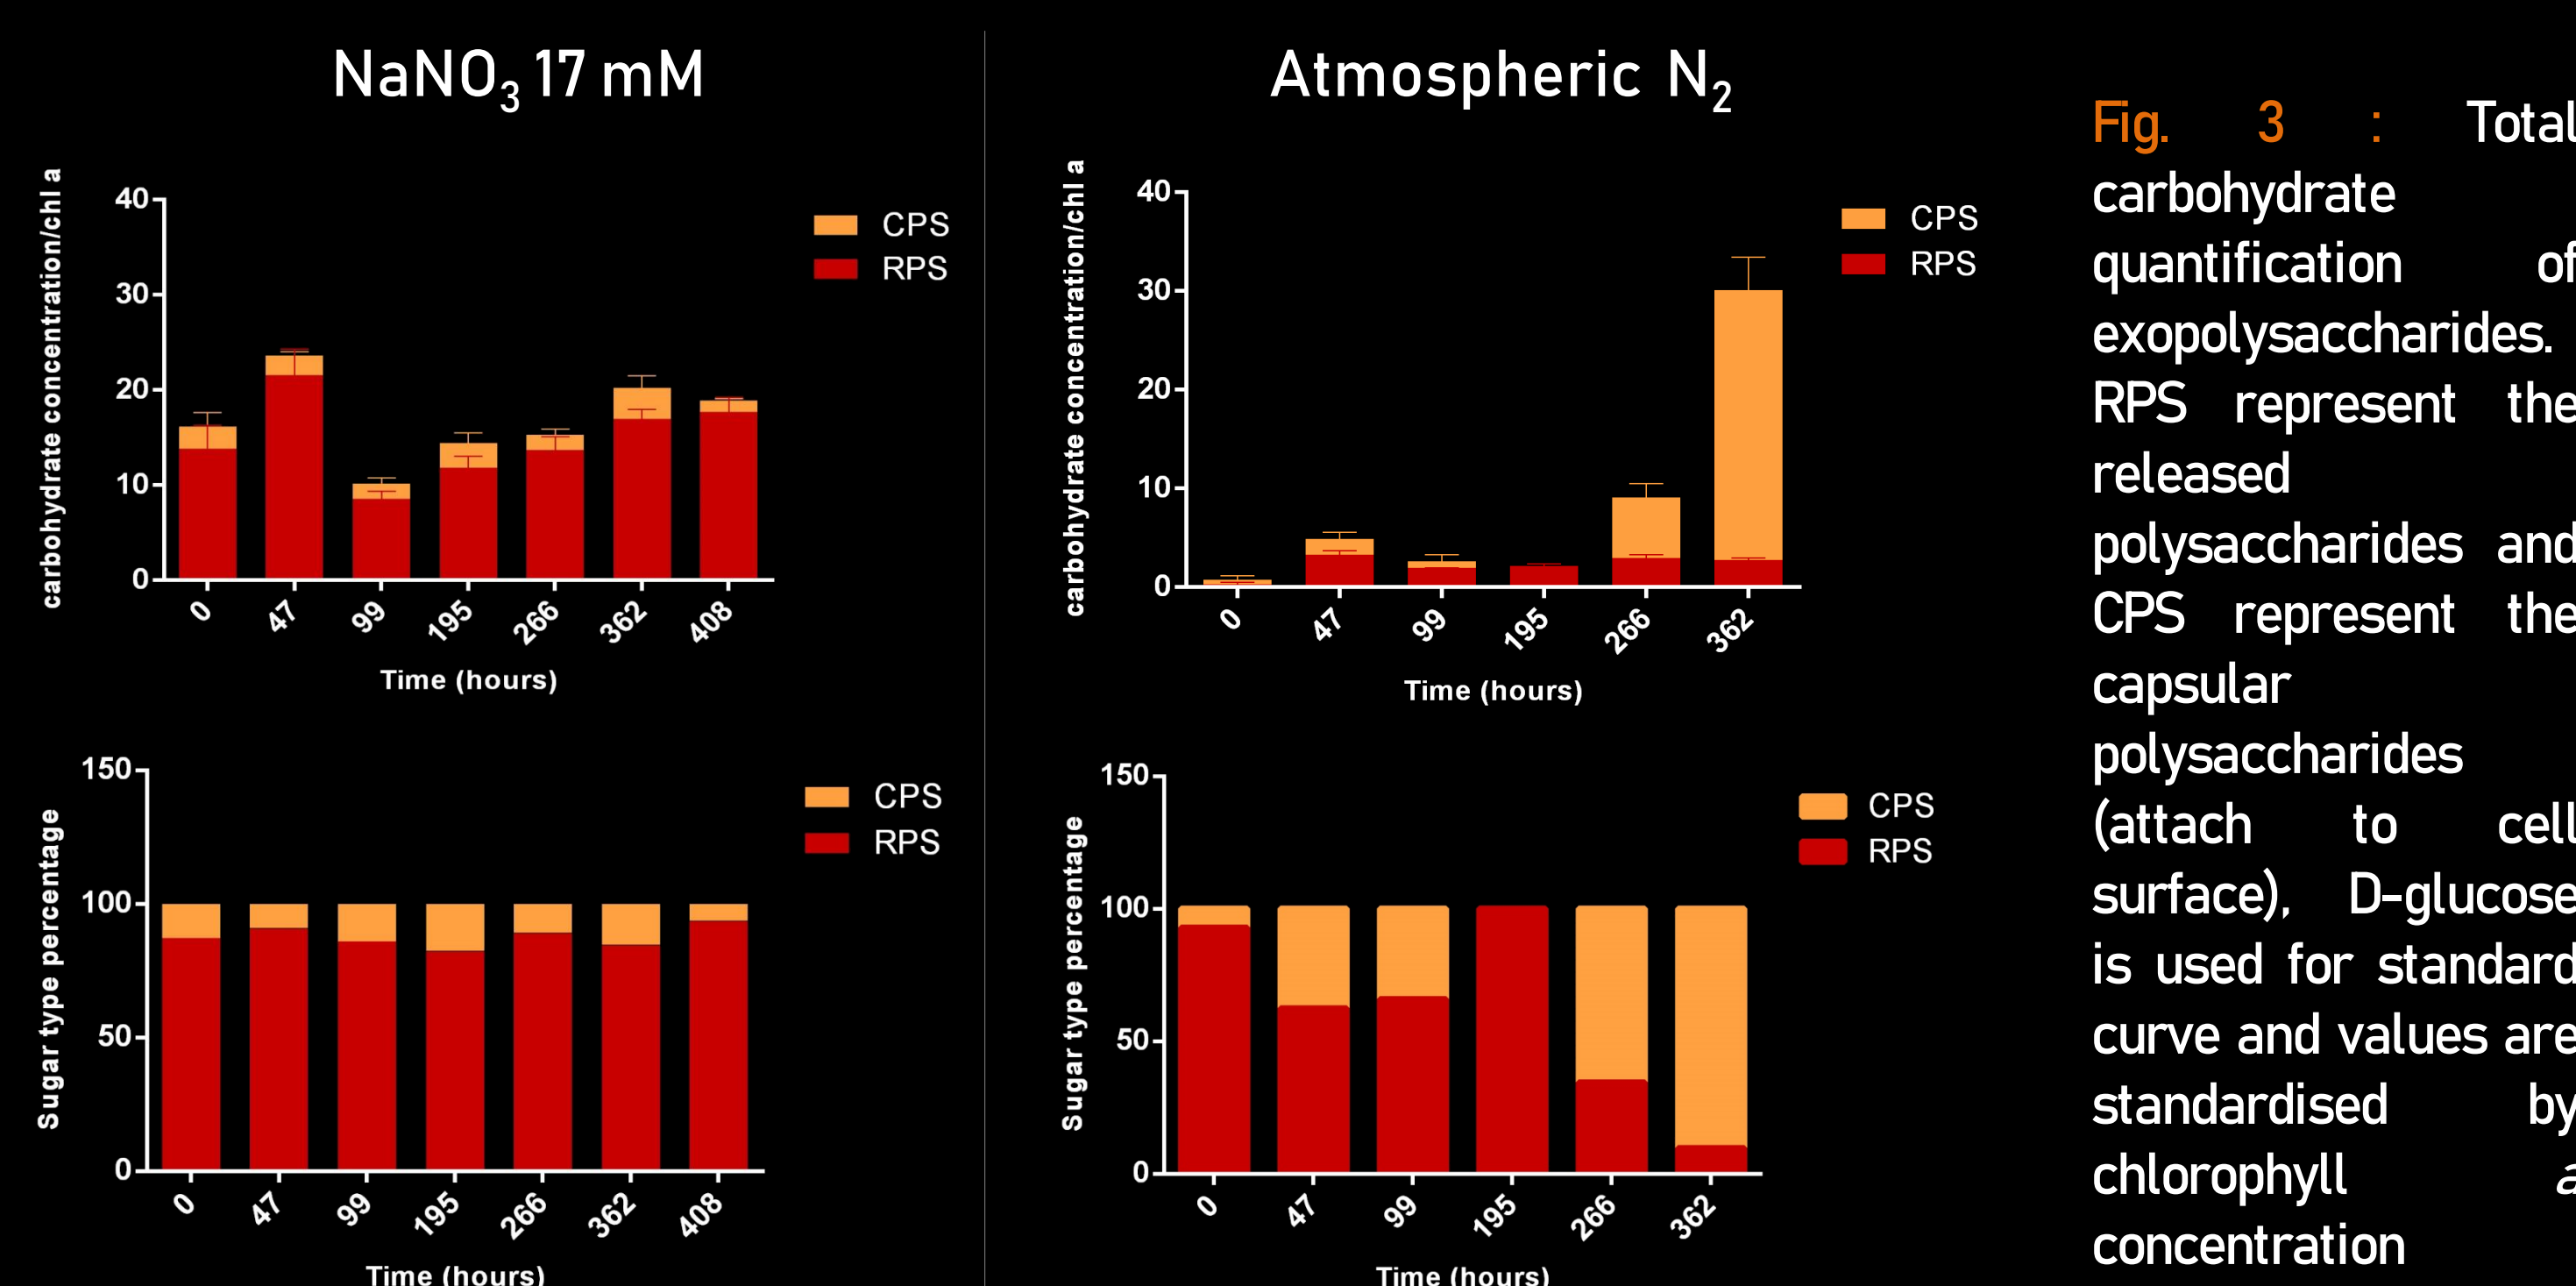 NaNO3 17 mM
carbohydrate concentration/chl a
40
30
20
10
0
CPS
RPS
0 47 99 195 266 362 408
Time (hours)
Sugar type percentage
150
100
50
0
CPS
RPS
0 47 99 195 266 362 408
Time (hours)
Atmospheric N2
carbohydrate concentration/chl a
40
30
20
10
0
CPS
RPS
0 47 99 195 266 362
Time (hours)
Sugar type percentage
150
100
50
0
CPS
RPS
0 47 99 195 266 362
Time (hours)
Fig. 3 : Total
carbohydrate
quantification of
exopolysaccharides.
RPS represent the
released
polysaccharides and
CPS represent the
capsular
polysaccharides
(attach to cell
surface), D-glucose
is used for standard
curve and values are
standardised by
chlorophyll a
concentration